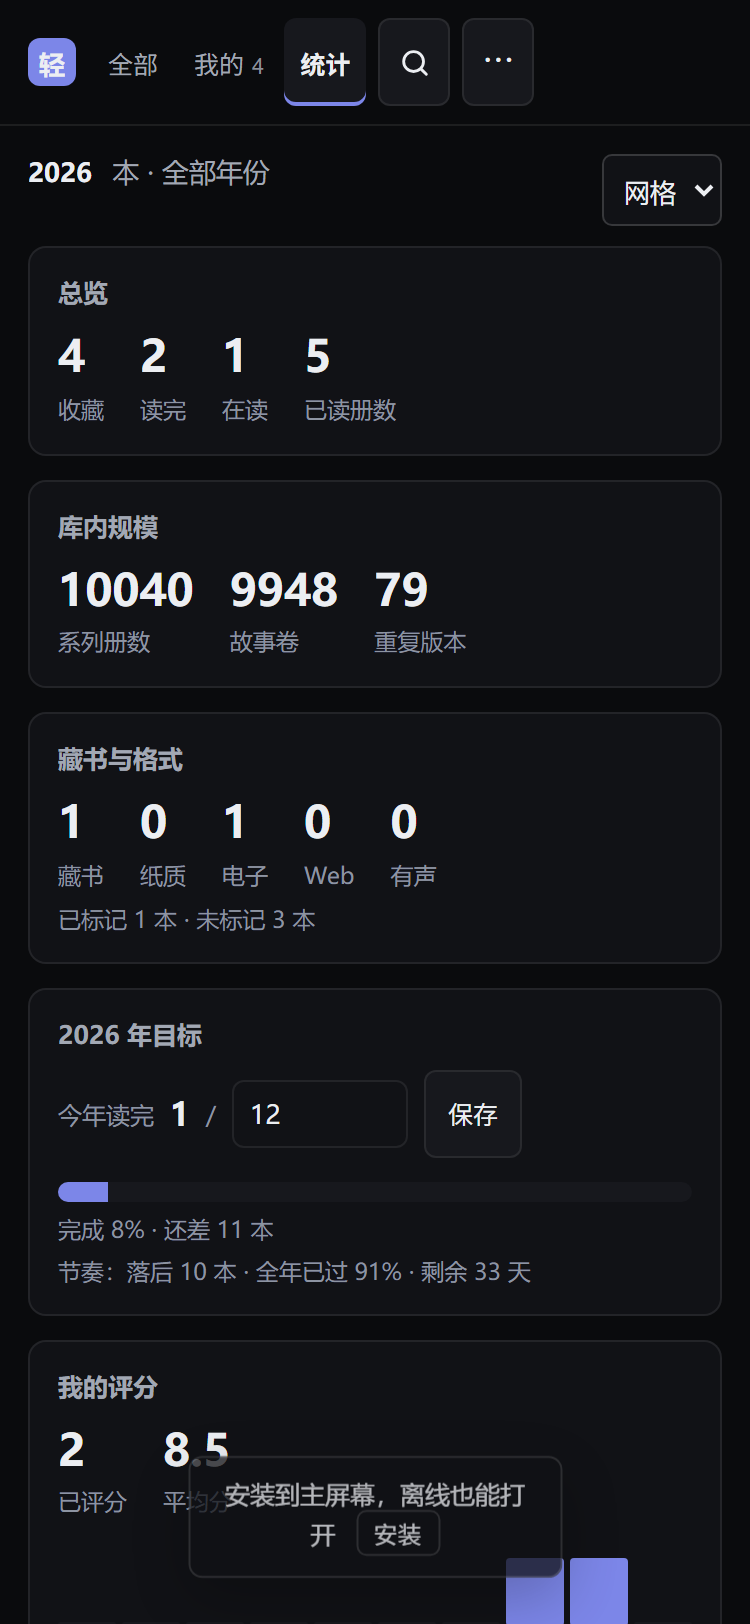 轻 全部 我的 4 统计 ···
2026 本 · 全部年份 网格
总览
4 2 1 5
收藏 读完 在读 已读册数
库内规模
10040 9948 79
系列册数 故事卷 重复版本
藏书与格式
1 0 1 0 0
藏书 纸质 电子 Web 有声
已标记 1 本 · 未标记 3 本
2026 年目标
今年读完 1 / 12 保存
完成 8% · 还差 11 本
节奏：落后 10 本 · 全年已过 91% · 剩余 33 天
我的评分
2 8.5
已评分 平均分
安装到主屏幕，离线也能打
开 安装